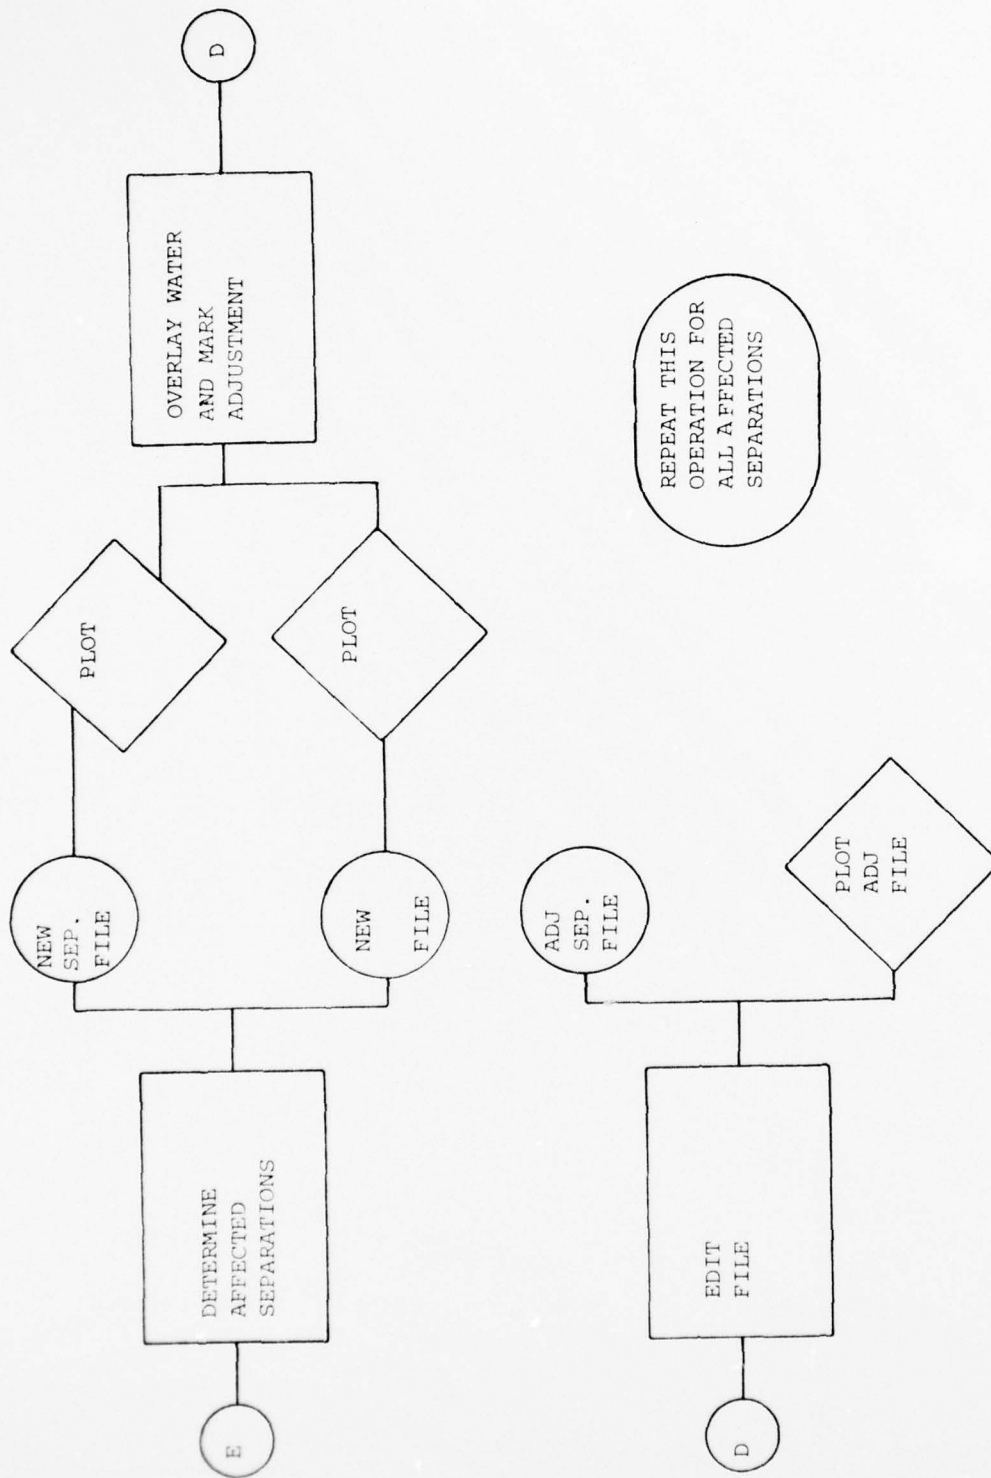 E
DETERMINE
AFFECTED
SEPARATIONS
NEW
SEP.
FILE
NEW
FILE
PLOT
PLOT
OVERLAY WATER
AND MARK
ADJUSTMENT
D
D
EDIT
FILE
ADJ
SEP.
FILE
PLOT
ADJ
FILE
REPEAT THIS
OPERATION FOR
ALL AFFECTED
SEPARATIONS